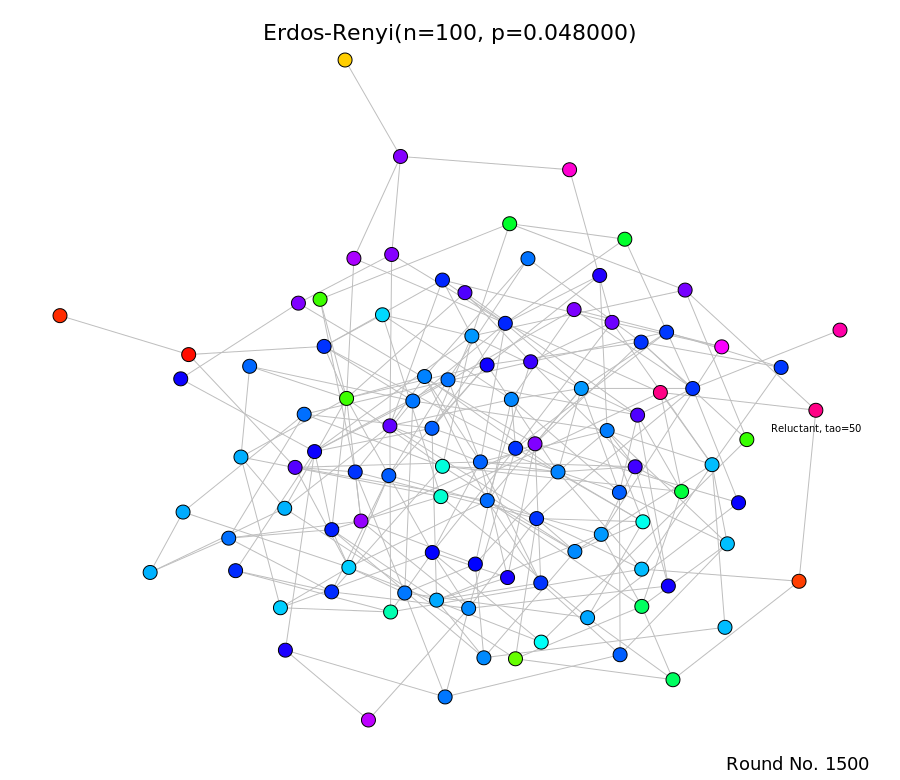 Erdos-Renyi(n=100, p=0.048000)
Reluctant, tao=50
Round No. 1500